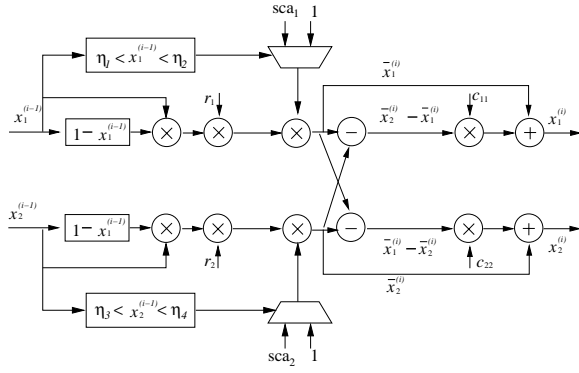 sca₁ 1
η₁ < x₁⁽ⁱ⁻¹⁾ < η₂
x̄₁⁽ⁱ⁾
x₁⁽ⁱ⁻¹⁾
r₁
c₁₁
x̄₂⁽ⁱ⁾ − x̄₁⁽ⁱ⁾
x₁⁽ⁱ⁾
1 − x₁⁽ⁱ⁻¹⁾ × × × − × +
x₂⁽ⁱ⁻¹⁾
1 − x₁⁽ⁱ⁻¹⁾ × × × − × +
x₂⁽ⁱ⁾
x̄₁⁽ⁱ⁾ − x̄₂⁽ⁱ⁾
r₂
c₂₂
x̄₂⁽ⁱ⁾
η₃ < x₂⁽ⁱ⁻¹⁾ < η₄
sca₂ 1